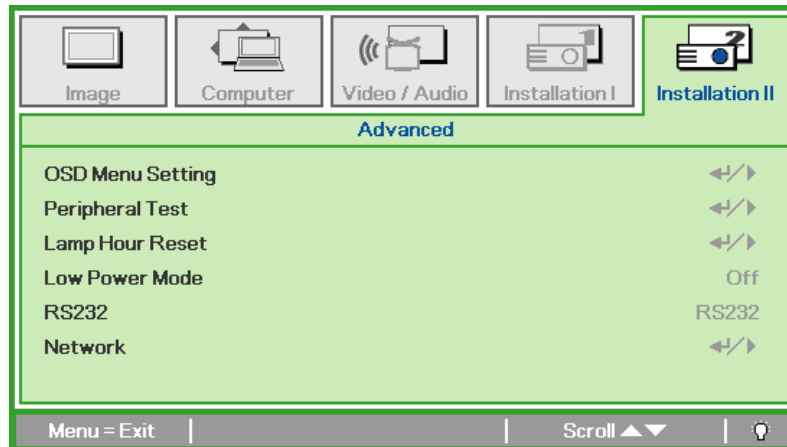 Image Computer Video / Audio Installation I Installation II
Advanced
OSD Menu Setting
Peripheral Test
Lamp Hour Reset
Low Power Mode Off
RS232 RS232
Network
Menu = Exit Scroll ▲▼